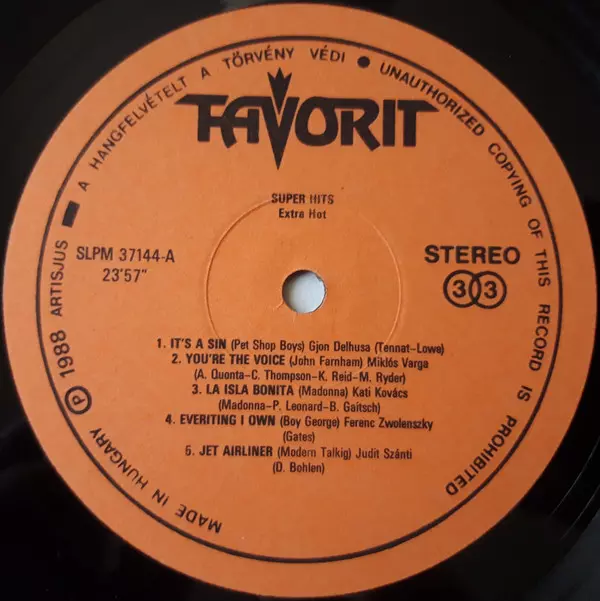 MADE IN HUNGARY Ⓟ 1988 ARTISJUS ▬ A HANGFELVÉTELT A TÖRVÉNY VÉDI ● UNAUTHORIZED COPYING OF THIS RECORD IS PROHIBITED
FAVORIT
SUPER HITS
Extra Hot
SLPM 37144-A
23'57"
STEREO
33
1. IT'S A SIN (Pet Shop Boys) Gjon Delhusa (Tennat-Lowe)
2. YOU'RE THE VOICE (John Farnham) Miklós Varga
(A. Quonta-C. Thompson-K. Reid-M. Ryder)
3. LA ISLA BONITA (Madonna) Kati Kovács
(Madonna-P. Leonard-B. Gaitsch)
4. EVERITING I OWN (Boy George) Ferenc Zwolenszky
(Gates)
5. JET AIRLINER (Modern Talkig) Judit Szánti
(D. Bohlen)